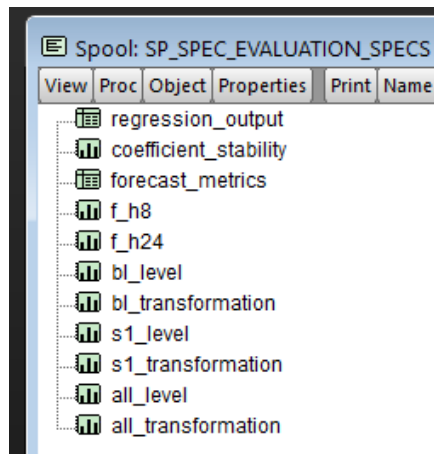 Spool: SP_SPEC_EVALUATION_SPECS
View Proc Object Properties Print Name
regression_output
coefficient_stability
forecast_metrics
f_h8
f_h24
bl_level
bl_transformation
s1_level
s1_transformation
all_level
all_transformation